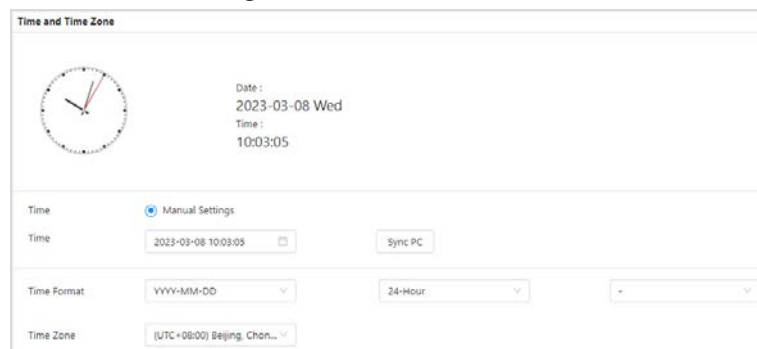 Time and Time Zone
Date :
2023-03-08 Wed
Time :
10:03:05
Time Manual Settings
Time 2023-03-08 10:03:05 Sync PC
Time Format YYYY-MM-DD 24-Hour -
Time Zone (UTC+08:00) Beijing, Chon...